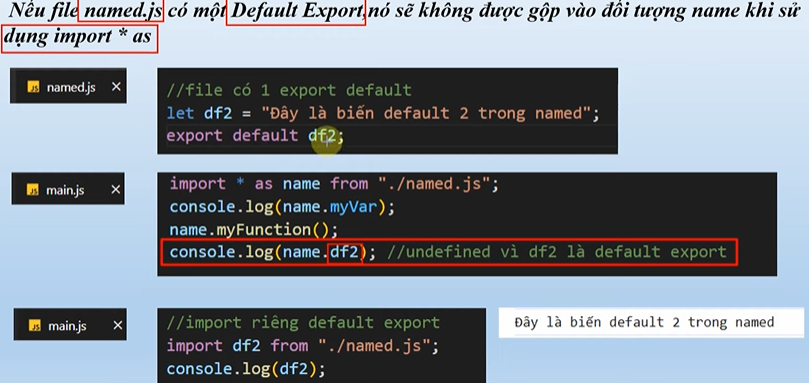 Nếu file named.js có một Default Export,nó sẽ không được gộp vào đối tượng name khi sử
dụng import * as
named.js ×
//file có 1 export default
let df2 = "Đây là biến default 2 trong named";
export default df2;
main.js ×
import * as name from "./named.js";
console.log(name.myVar);
name.myFunction();
console.log(name.df2); //undefined vì df2 là default export
main.js ×
//import riêng default export
import df2 from "./named.js";
console.log(df2);
Đây là biến default 2 trong named